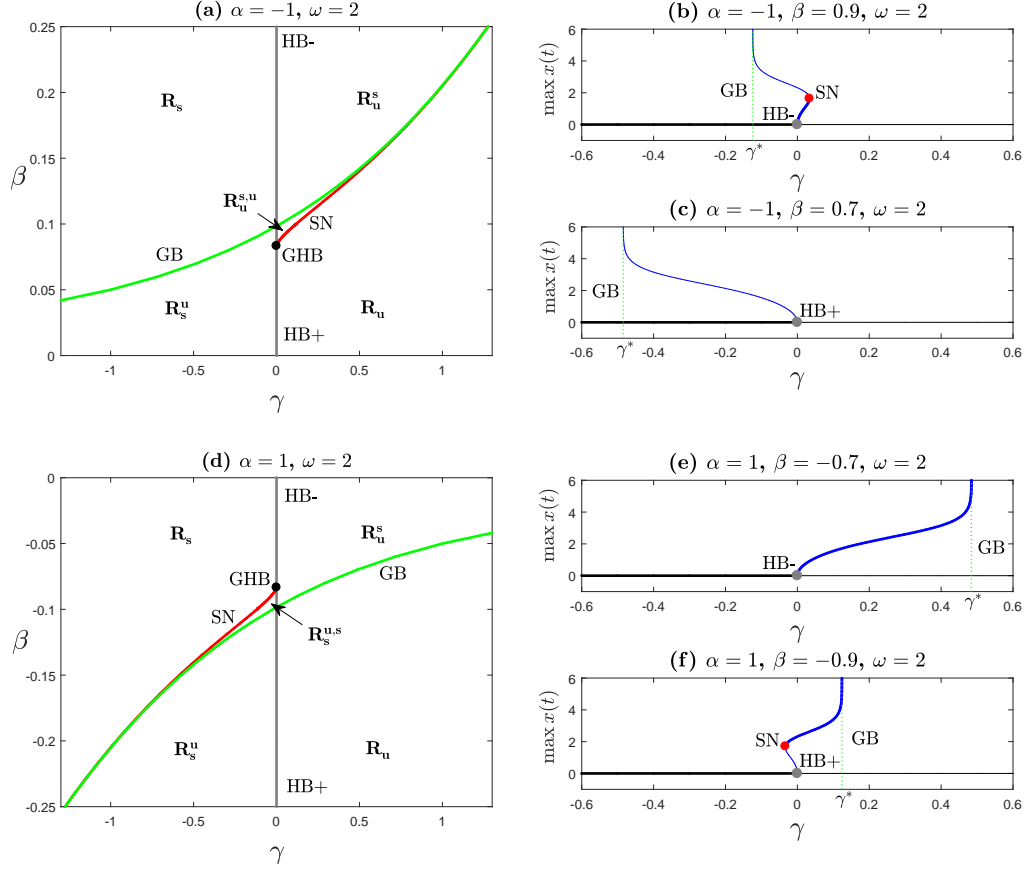 (a) α = −1, ω = 2
0.25
0.2
0.15
0.1
0.05
0
β
-1
-0.5
0
0.5
1
γ
HB-
R_s
R_u^s
R_u^{s,u}
SN
GHB
GB
R_s^u
R_u
HB+
(b) α = −1, β = 0.9, ω = 2
max x(t)
6
4
2
0
GB
SN
HB-
-0.6
-0.4
-0.2
γ*
0
0.2
0.4
0.6
γ
(c) α = −1, β = 0.7, ω = 2
max x(t)
6
4
2
0
GB
HB+
-0.6
γ*
-0.4
-0.2
0
0.2
0.4
0.6
γ
(d) α = 1, ω = 2
0
-0.05
-0.1
-0.15
-0.2
-0.25
β
-1
-0.5
0
0.5
1
γ
HB-
R_s
R_u^s
GHB
GB
SN
R_s^{u,s}
R_s^u
R_u
HB+
(e) α = 1, β = −0.7, ω = 2
max x(t)
6
4
2
0
HB-
GB
-0.6
-0.4
-0.2
0
0.2
0.4
γ*
0.6
γ
(f) α = 1, β = −0.9, ω = 2
max x(t)
6
4
2
0
SN
GB
HB+
-0.6
-0.4
-0.2
0
γ*
0.2
0.4
0.6
γ